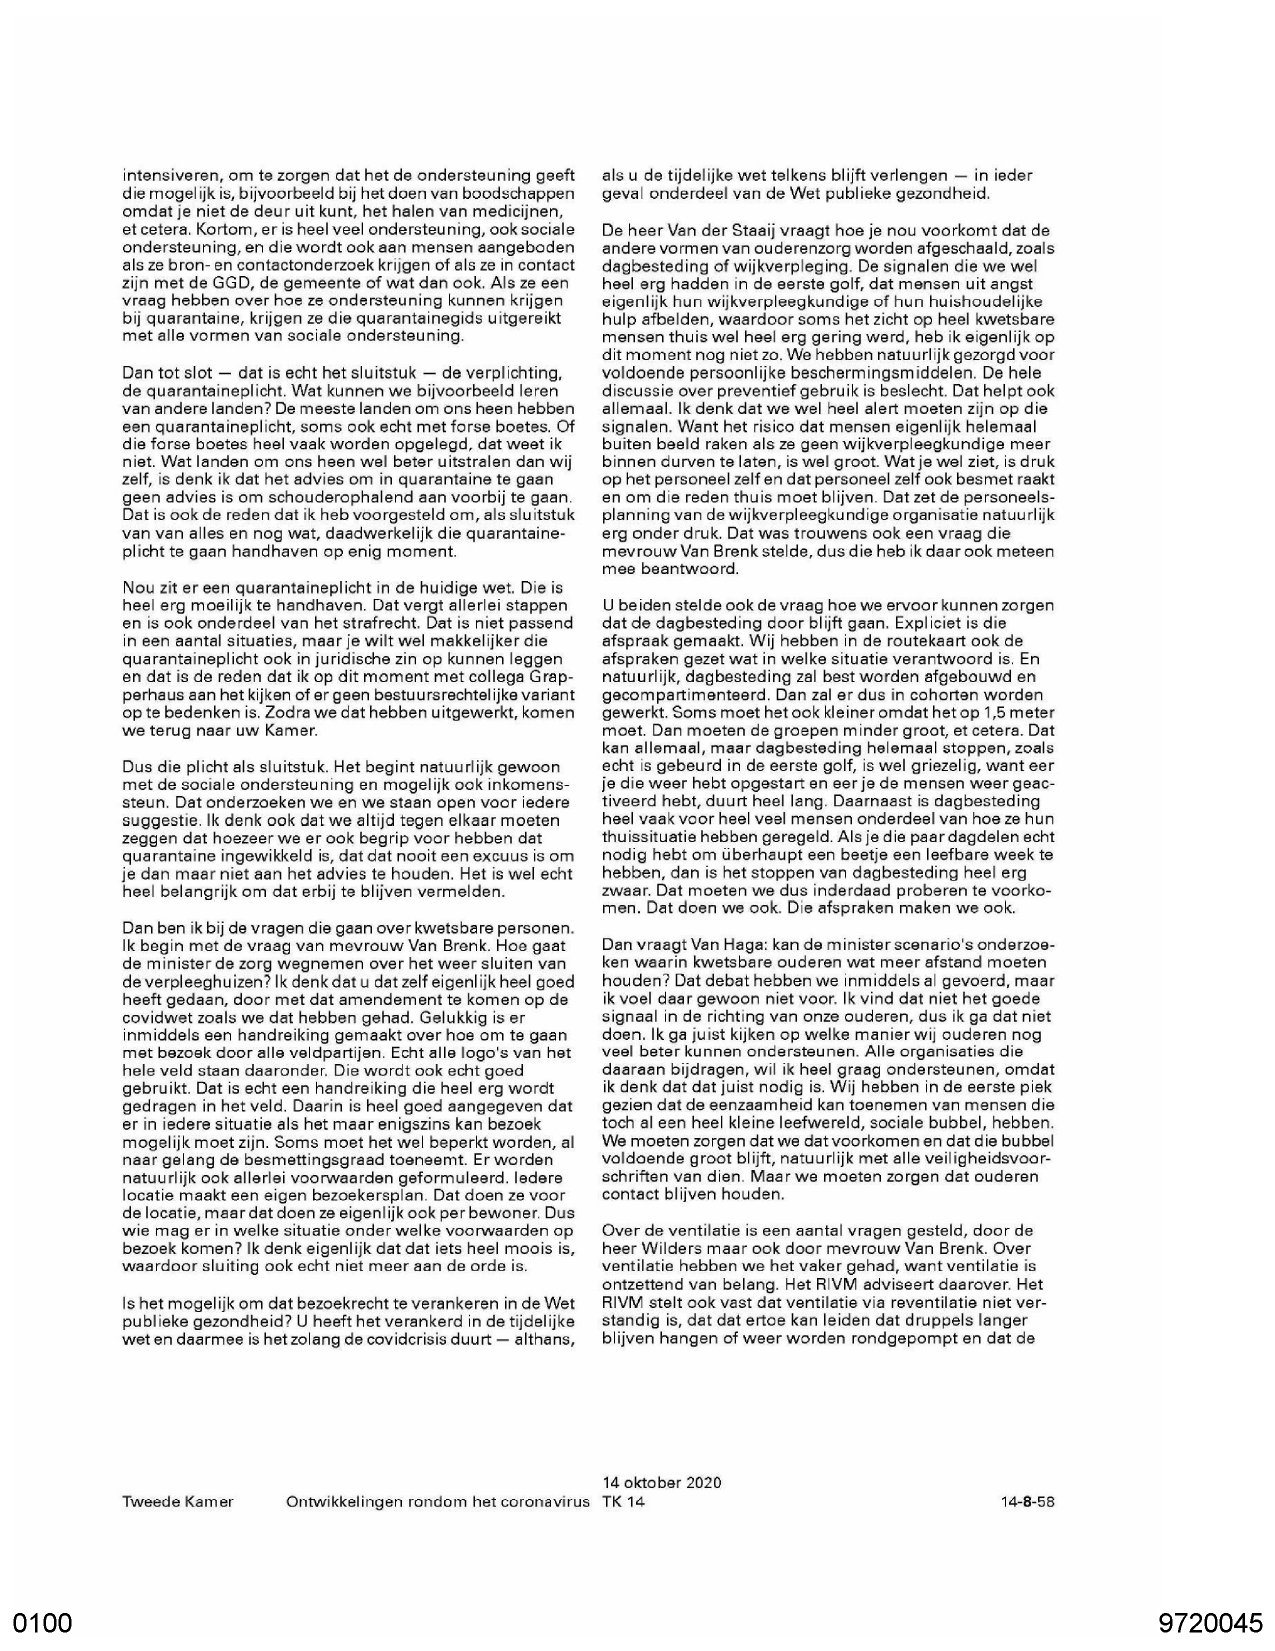 intensiveren, om te zorgen dat het de ondersteuning geeft
die mogelijk is, bijvoorbeeld bij het doen van boodschappen
omdat je niet de deur uit kunt, het halen van medicijnen,
et cetera. Kortom, er is heel veel ondersteuning, ook sociale
ondersteuning, en die wordt ook aan mensen aangeboden
als ze bron- en contactonderzoek krijgen of als ze in contact
zijn met de GGD, de gemeente of wat dan ook. Als ze een
vraag hebben over hoe ze ondersteuning kunnen krijgen
bij quarantaine, krijgen ze die quarantainegids uitgereikt
met alle vormen van sociale ondersteuning.
Dan tot slot — dat is echt het sluitstuk — de verplichting,
de quarantaineplicht. Wat kunnen we bijvoorbeeld leren
van andere landen? De meeste landen om ons heen hebben
een quarantaineplicht, soms ook echt met forse boetes. Of
die forse boetes heel vaak worden opgelegd, dat weet ik
niet. Wat landen om ons heen wel beter uitstralen dan wij
zelf, is denk ik dat het advies om in quarantaine te gaan
geen advies is om schouderophalend aan voorbij te gaan.
Dat is ook de reden dat ik heb voorgesteld om, als sluitstuk
van van alles en nog wat, daadwerkelijk die quarantaine-
plicht te gaan handhaven op enig moment.
Nou zit er een quarantaineplicht in de huidige wet. Die is
heel erg moeilijk te handhaven. Dat vergt allerlei stappen
en is ook onderdeel van het strafrecht. Dat is niet passend
in een aantal situaties, maar je wilt wel makkelijker die
quarantaineplicht ook in juridische zin op kunnen leggen
en dat is de reden dat ik op dit moment met collega Grap-
perhaus aan het kijken of er geen bestuursrechtelijke variant
op te bedenken is. Zodra we dat hebben uitgewerkt, komen
we terug naar uw Kamer.
Dus die plicht als sluitstuk. Het begint natuurlijk gewoon
met de sociale ondersteuning en mogelijk ook inkomens-
steun. Dat onderzoeken we en we staan open voor iedere
suggestie. Ik denk ook dat we altijd tegen elkaar moeten
zeggen dat hoezeer we er ook begrip voor hebben dat
quarantaine ingewikkeld is, dat dat nooit een excuus is om
je dan maar niet aan het advies te houden. Het is wel echt
heel belangrijk om dat erbij te blijven vermelden.
Dan ben ik bij de vragen die gaan over kwetsbare personen.
Ik begin met de vraag van mevrouw Van Brenk. Hoe gaat
de minister de zorg wegnemen over het weer sluiten van
de verpleeghuizen? Ik denk dat u dat zelf eigenlijk heel goed
heeft gedaan, door met dat amendement te komen op de
covidwet zoals we dat hebben gehad. Gelukkig is er
inmiddels een handreiking gemaakt over hoe om te gaan
met bezoek door alle veldpartijen. Echt alle logo's van het
hele veld staan daaronder. Die wordt ook echt goed
gebruikt. Dat is echt een handreiking die heel erg wordt
gedragen in het veld. Daarin is heel goed aangegeven dat
er in iedere situatie als het maar enigszins kan bezoek
mogelijk moet zijn. Soms moet het wel beperkt worden, al
naar gelang de besmettingsgraad toeneemt. Er worden
natuurlijk ook allerlei voorwaarden geformuleerd. Iedere
locatie maakt een eigen bezoekersplan. Dat doen ze voor
de locatie, maar dat doen ze eigenlijk ook per bewoner. Dus
wie mag er in welke situatie onder welke voorwaarden op
bezoek komen? Ik denk eigenlijk dat dat iets heel moois is,
waardoor sluiting ook echt niet meer aan de orde is.
Is het mogelijk om dat bezoekrecht te verankeren in de Wet
publieke gezondheid? U heeft het verankerd in de tijdelijke
wet en daarmee is het zolang de covidcrisis duurt — althans,
als u de tijdelijke wet telkens blijft verlengen — in ieder
geval onderdeel van de Wet publieke gezondheid.
De heer Van der Staaij vraagt hoe je nou voorkomt dat de
andere vormen van ouderenzorg worden afgeschaald, zoals
dagbesteding of wijkverpleging. De signalen die we wel
heel erg hadden in de eerste golf, dat mensen uit angst
eigenlijk hun wijkverpleegkundige of hun huishoudelijke
hulp afbelden, waardoor soms het zicht op heel kwetsbare
mensen thuis wel heel erg gering werd, heb ik eigenlijk op
dit moment nog niet zo. We hebben natuurlijk gezorgd voor
voldoende persoonlijke beschermingsmiddelen. De hele
discussie over preventief gebruik is beslecht. Dat helpt ook
allemaal. Ik denk dat we wel heel alert moeten zijn op die
signalen. Want het risico dat mensen eigenlijk helemaal
buiten beeld raken als ze geen wijkverpleegkundige meer
binnen durven te laten, is wel groot. Wat je wel ziet, is druk
op het personeel zelf en dat personeel zelf ook besmet raakt
en om die reden thuis moet blijven. Dat zet de personeels-
planning van de wijkverpleegkundige organisatie natuurlijk
erg onder druk. Dat was trouwens ook een vraag die
mevrouw Van Brenk stelde, dus die heb ik daar ook meteen
mee beantwoord.
U beiden stelde ook de vraag hoe we ervoor kunnen zorgen
dat de dagbesteding door blijft gaan. Expliciet is die
afspraak gemaakt. Wij hebben in de routekaart ook de
afspraken gezet wat in welke situatie verantwoord is. En
natuurlijk, dagbesteding zal best worden afgebouwd en
gecompartimenteerd. Dan zal er dus in cohorten worden
gewerkt. Soms moet het ook kleiner omdat het op 1,5 meter
moet. Dan moeten de groepen minder groot, et cetera. Dat
kan allemaal, maar dagbesteding helemaal stoppen, zoals
echt is gebeurd in de eerste golf, is wel griezelig, want eer
je die weer hebt opgestart en eer je de mensen weer geac-
tiveerd hebt, duurt heel lang. Daarnaast is dagbesteding
heel vaak voor heel veel mensen onderdeel van hoe ze hun
thuissituatie hebben geregeld. Als je die paar dagdelen echt
nodig hebt om überhaupt een beetje een leefbare week te
hebben, dan is het stoppen van dagbesteding heel erg
zwaar. Dat moeten we dus inderdaad proberen te voorko-
men. Dat doen we ook. Die afspraken maken we ook.
Dan vraagt Van Haga: kan de minister scenario's onderzoe-
ken waarin kwetsbare ouderen wat meer afstand moeten
houden? Dat debat hebben we inmiddels al gevoerd, maar
ik voel daar gewoon niet voor. Ik vind dat niet het goede
signaal in de richting van onze ouderen, dus ik ga dat niet
doen. Ik ga juist kijken op welke manier wij ouderen nog
veel beter kunnen ondersteunen. Alle organisaties die
daaraan bijdragen, wil ik heel graag ondersteunen, omdat
ik denk dat dat juist nodig is. Wij hebben in de eerste piek
gezien dat de eenzaamheid kan toenemen van mensen die
toch al een heel kleine leefwereld, sociale bubbel, hebben.
We moeten zorgen dat we dat voorkomen en dat die bubbel
voldoende groot blijft, natuurlijk met alle veiligheidsvoor-
schriften van dien. Maar we moeten zorgen dat ouderen
contact blijven houden.
Over de ventilatie is een aantal vragen gesteld, door de
heer Wilders maar ook door mevrouw Van Brenk. Over
ventilatie hebben we het vaker gehad, want ventilatie is
ontzettend van belang. Het RIVM adviseert daarover. Het
RIVM stelt ook vast dat ventilatie via reventilatie niet ver-
standig is, dat dat ertoe kan leiden dat druppels langer
blijven hangen of weer worden rondgepompt en dat de
14 oktober 2020
Tweede Kamer Ontwikkelingen rondom het coronavirus TK 14 14-8-58
0100 9720045